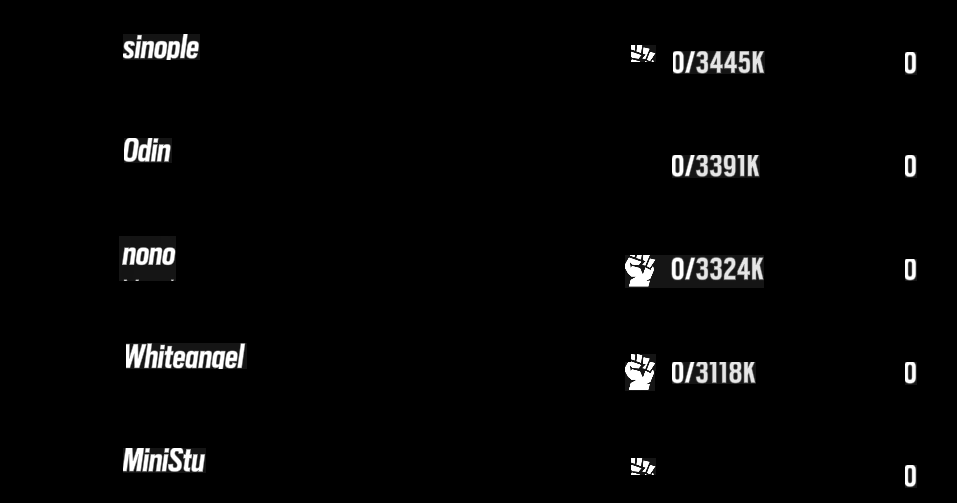 sinople 0/3445K 0
Odin 0/3391K 0
nono 0/3324K 0
Whiteangel 0/3118K 0
MiniStu 0